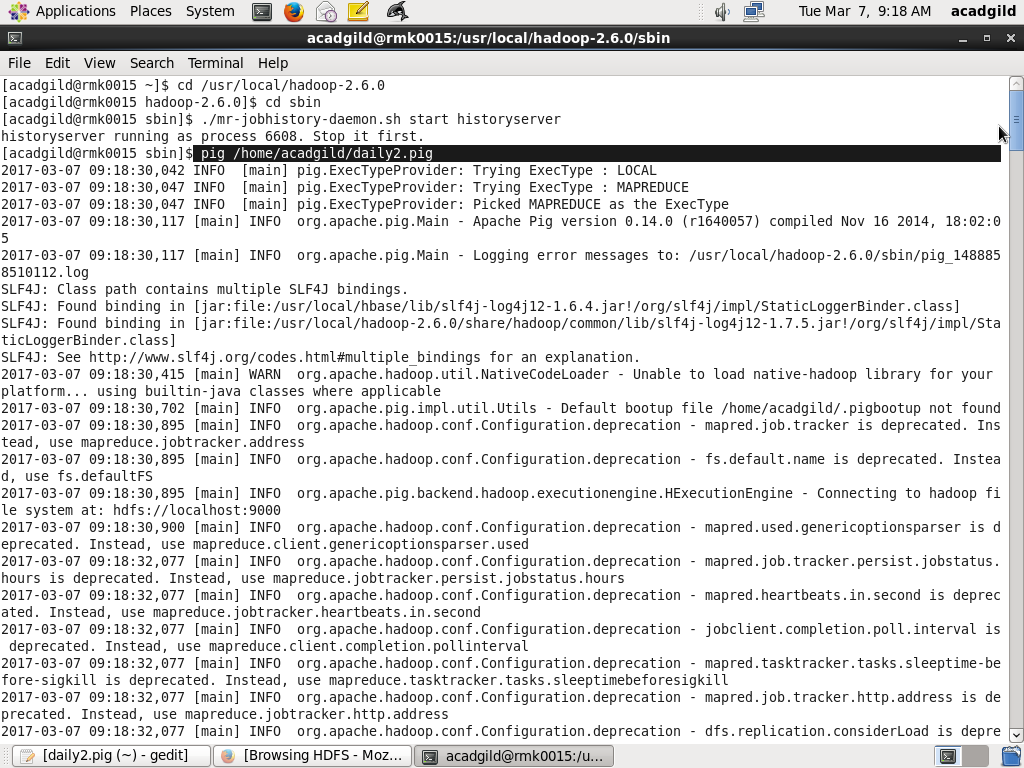 Applications Places System Tue Mar 7, 9:18 AM acadgild
acadgild@rmk0015:/usr/local/hadoop-2.6.0/sbin
File Edit View Search Terminal Help
[acadgild@rmk0015 ~]$ cd /usr/local/hadoop-2.6.0
[acadgild@rmk0015 hadoop-2.6.0]$ cd sbin
[acadgild@rmk0015 sbin]$ ./mr-jobhistory-daemon.sh start historyserver
historyserver running as process 6608. Stop it first.
[acadgild@rmk0015 sbin]$ pig /home/acadgild/daily2.pig
2017-03-07 09:18:30,042 INFO  [main] pig.ExecTypeProvider: Trying ExecType : LOCAL
2017-03-07 09:18:30,047 INFO  [main] pig.ExecTypeProvider: Trying ExecType : MAPREDUCE
2017-03-07 09:18:30,047 INFO  [main] pig.ExecTypeProvider: Picked MAPREDUCE as the ExecType
2017-03-07 09:18:30,117 [main] INFO  org.apache.pig.Main - Apache Pig version 0.14.0 (r1640057) compiled Nov 16 2014, 18:02:0
5
2017-03-07 09:18:30,117 [main] INFO  org.apache.pig.Main - Logging error messages to: /usr/local/hadoop-2.6.0/sbin/pig_148885
8510112.log
SLF4J: Class path contains multiple SLF4J bindings.
SLF4J: Found binding in [jar:file:/usr/local/hbase/lib/slf4j-log4j12-1.6.4.jar!/org/slf4j/impl/StaticLoggerBinder.class]
SLF4J: Found binding in [jar:file:/usr/local/hadoop-2.6.0/share/hadoop/common/lib/slf4j-log4j12-1.7.5.jar!/org/slf4j/impl/Sta
ticLoggerBinder.class]
SLF4J: See http://www.slf4j.org/codes.html#multiple_bindings for an explanation.
2017-03-07 09:18:30,415 [main] WARN  org.apache.hadoop.util.NativeCodeLoader - Unable to load native-hadoop library for your
platform... using builtin-java classes where applicable
2017-03-07 09:18:30,702 [main] INFO  org.apache.pig.impl.util.Utils - Default bootup file /home/acadgild/.pigbootup not found
2017-03-07 09:18:30,895 [main] INFO  org.apache.hadoop.conf.Configuration.deprecation - mapred.job.tracker is deprecated. Ins
tead, use mapreduce.jobtracker.address
2017-03-07 09:18:30,895 [main] INFO  org.apache.hadoop.conf.Configuration.deprecation - fs.default.name is deprecated. Instea
d, use fs.defaultFS
2017-03-07 09:18:30,895 [main] INFO  org.apache.pig.backend.hadoop.executionengine.HExecutionEngine - Connecting to hadoop fi
le system at: hdfs://localhost:9000
2017-03-07 09:18:30,900 [main] INFO  org.apache.hadoop.conf.Configuration.deprecation - mapred.used.genericoptionsparser is d
eprecated. Instead, use mapreduce.client.genericoptionsparser.used
2017-03-07 09:18:32,077 [main] INFO  org.apache.hadoop.conf.Configuration.deprecation - mapred.job.tracker.persist.jobstatus.
hours is deprecated. Instead, use mapreduce.jobtracker.persist.jobstatus.hours
2017-03-07 09:18:32,077 [main] INFO  org.apache.hadoop.conf.Configuration.deprecation - mapred.heartbeats.in.second is deprec
ated. Instead, use mapreduce.jobtracker.heartbeats.in.second
2017-03-07 09:18:32,077 [main] INFO  org.apache.hadoop.conf.Configuration.deprecation - jobclient.completion.poll.interval is
 deprecated. Instead, use mapreduce.client.completion.pollinterval
2017-03-07 09:18:32,077 [main] INFO  org.apache.hadoop.conf.Configuration.deprecation - mapred.tasktracker.tasks.sleeptime-be
fore-sigkill is deprecated. Instead, use mapreduce.tasktracker.tasks.sleeptimebeforesigkill
2017-03-07 09:18:32,077 [main] INFO  org.apache.hadoop.conf.Configuration.deprecation - mapred.job.tracker.http.address is de
precated. Instead, use mapreduce.jobtracker.http.address
2017-03-07 09:18:32,077 [main] INFO  org.apache.hadoop.conf.Configuration.deprecation - dfs.replication.considerLoad is depre
[daily2.pig (~) - gedit] [Browsing HDFS - Moz... acadgild@rmk0015:/u...